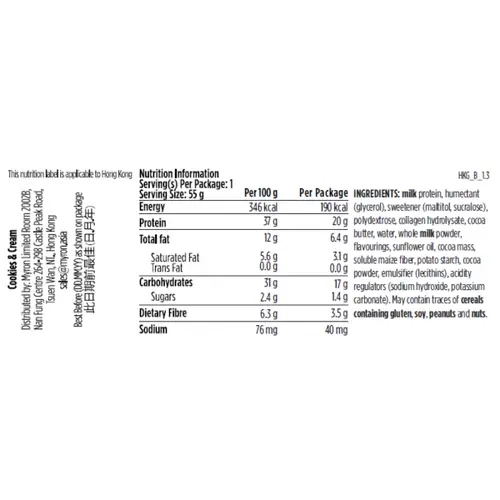 This nutrition label is applicable to Hong Kong
Cookies & Cream
Distributed by: Myron Limited Room 2002B,
Nan Fung Centre 264-298 Castle Peak Road,
Tsuen Wan, N.T., Hong Kong
sales@myron.asia
Best Before (DD/MM/YY) as shown on package
此日期前最佳(日,月,年)
Nutrition Information
Serving(s) Per Package: 1
Serving Size: 55 g Per 100 g Per Package
Energy 346 kcal 190 kcal
Protein 37 g 20 g
Total fat 12 g 6.4 g
Saturated Fat 5.6 g 3.1 g
Trans Fat 0.0 g 0.0 g
Carbohydrates 31 g 17 g
Sugars 2.4 g 1.4 g
Dietary Fibre 6.3 g 3.5 g
Sodium 76 mg 40 mg
HKG_B_1.3
INGREDIENTS: milk protein, humectant
(glycerol), sweetener (maltitol, sucralose),
polydextrose, collagen hydrolysate, cocoa
butter, water, whole milk powder,
flavourings, sunflower oil, cocoa mass,
soluble maize fiber, potato starch, cocoa
powder, emulsifier (lecithins), acidity
regulators (sodium hydroxide, potassium
carbonate). May contain traces of cereals
containing gluten, soy, peanuts and nuts.